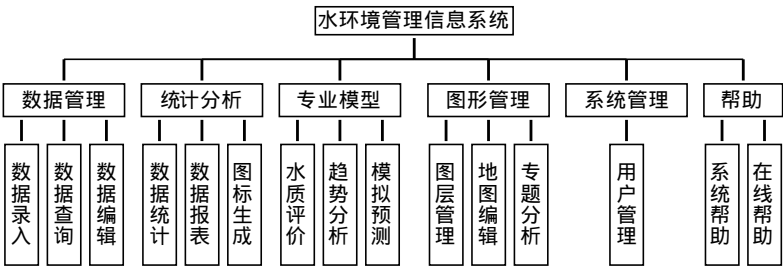 水环境管理信息系统
数据管理
统计分析
专业模型
图形管理
系统管理
帮助
数据录入
数据查询
数据编辑
数据统计
数据报表
图标生成
水质评价
趋势分析
模拟预测
图层管理
地图编辑
专题分析
用户管理
系统帮助
在线帮助